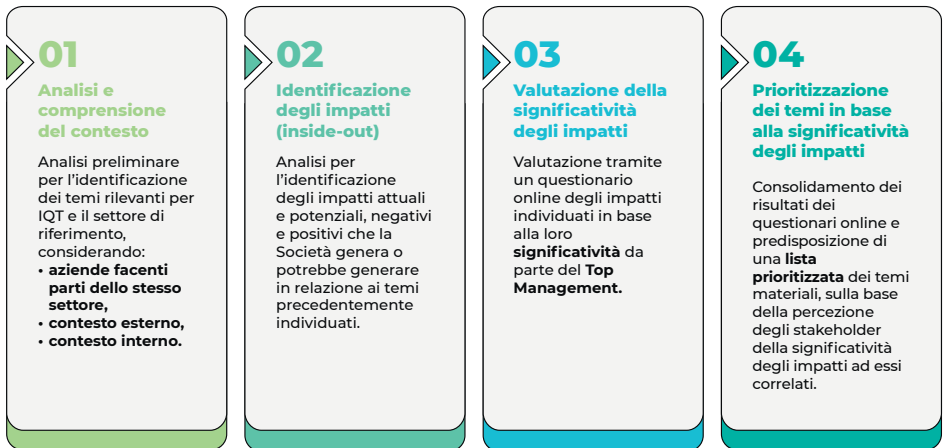 01
Analisi e
comprensione
del contesto
Analisi preliminare
per l'identificazione
dei temi rilevanti per
IQT e il settore di
riferimento,
considerando:
• aziende facenti
parti dello stesso
settore,
• contesto esterno,
• contesto interno.
02
Identificazione
degli impatti
(inside-out)
Analisi per
l'identificazione
degli impatti attuali
e potenziali, negativi
e positivi che la
Società genera o
potrebbe generare
in relazione ai temi
precedentemente
individuati.
03
Valutazione della
significatività
degli impatti
Valutazione tramite
un questionario
online degli impatti
individuati in base
alla loro
significatività da
parte del Top
Management.
04
Prioritizzazione
dei temi in base
alla significatività
degli impatti
Consolidamento dei
risultati dei
questionari online e
predisposizione di
una lista
prioritizzata dei temi
materiali, sulla base
della percezione
degli stakeholder
della significatività
degli impatti ad essi
correlati.